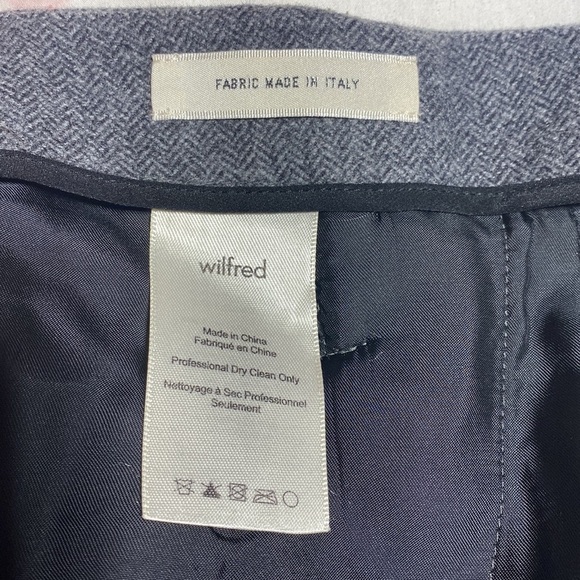 FABRIC MADE IN ITALY
wilfred
Made in China
Fabriqué en Chine
Professional Dry Clean Only
Nettoyage à Sec Professionnel
Seulement